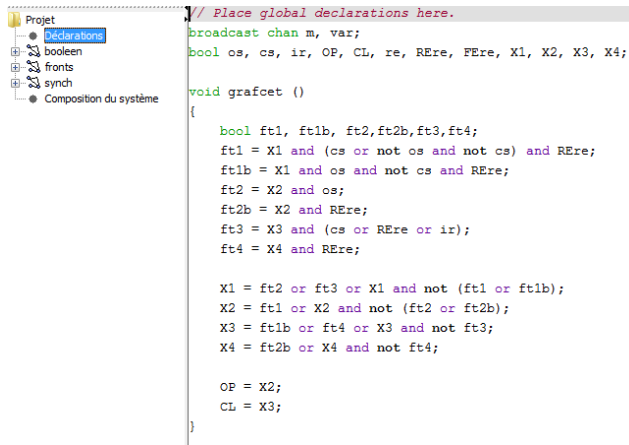 Projet
Déclarations
booleen
fronts
synch
Composition du système
// Place global declarations here.
broadcast chan m, var;
bool os, cs, ir, OP, CL, re, REre, FEre, X1, X2, X3, X4;
void grafcet ()
{
bool ft1, ft1b, ft2,ft2b,ft3,ft4;
ft1 = X1 and (cs or not os and not cs) and REre;
ft1b = X1 and os and not cs and REre;
ft2 = X2 and os;
ft2b = X2 and REre;
ft3 = X3 and (cs or REre or ir);
ft4 = X4 and REre;
X1 = ft2 or ft3 or X1 and not (ft1 or ft1b);
X2 = ft1 or X2 and not (ft2 or ft2b);
X3 = ft1b or ft4 or X3 and not ft3;
X4 = ft2b or X4 and not ft4;
OP = X2;
CL = X3;
}